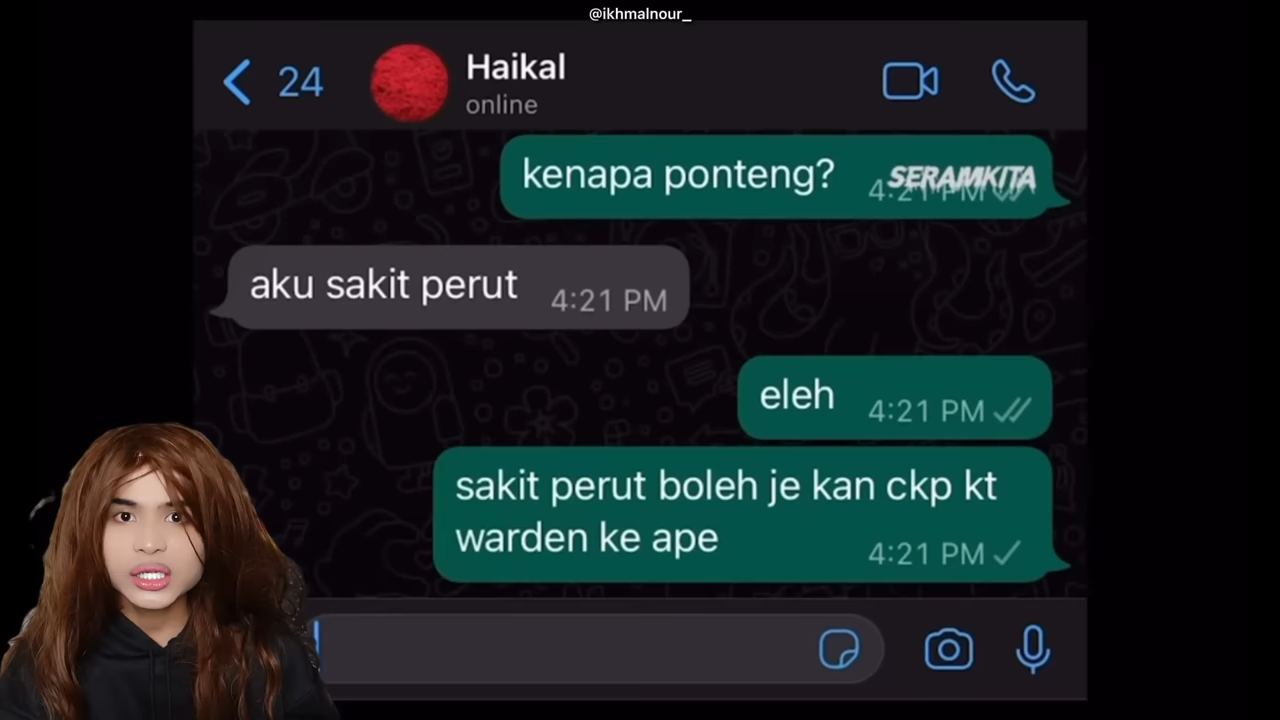 @ikhmalnour_
24
Haikal
online
kenapa ponteng?
SERAMKITA
4:21 PM
aku sakit perut
4:21 PM
eleh
4:21 PM
sakit perut boleh je kan ckp kt
warden ke ape
4:21 PM